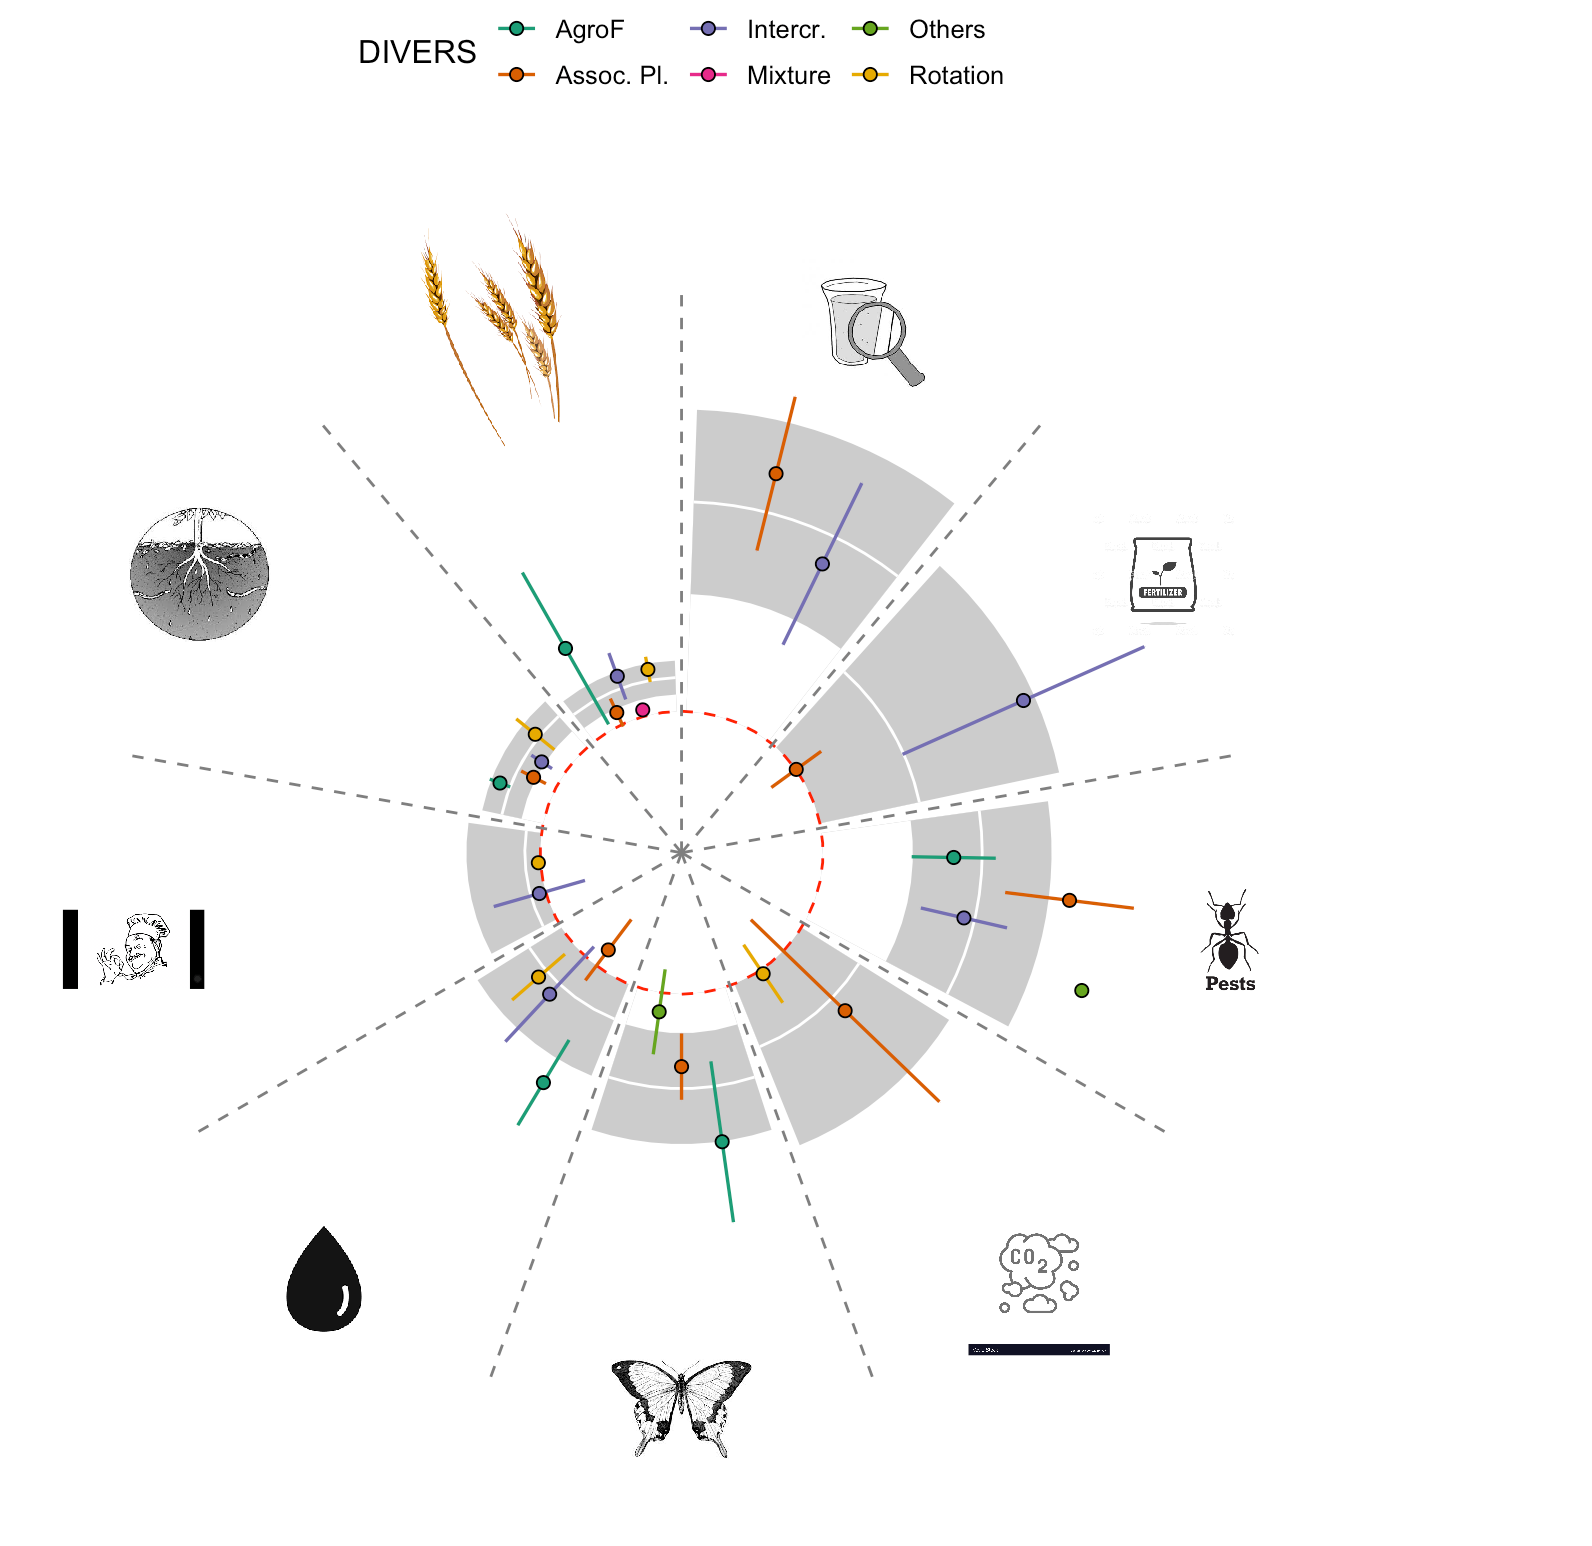 DIVERS
AgroF
Intercr.
Others
Assoc. Pl.
Mixture
Rotation
FERTILIZER
Pests
CO2